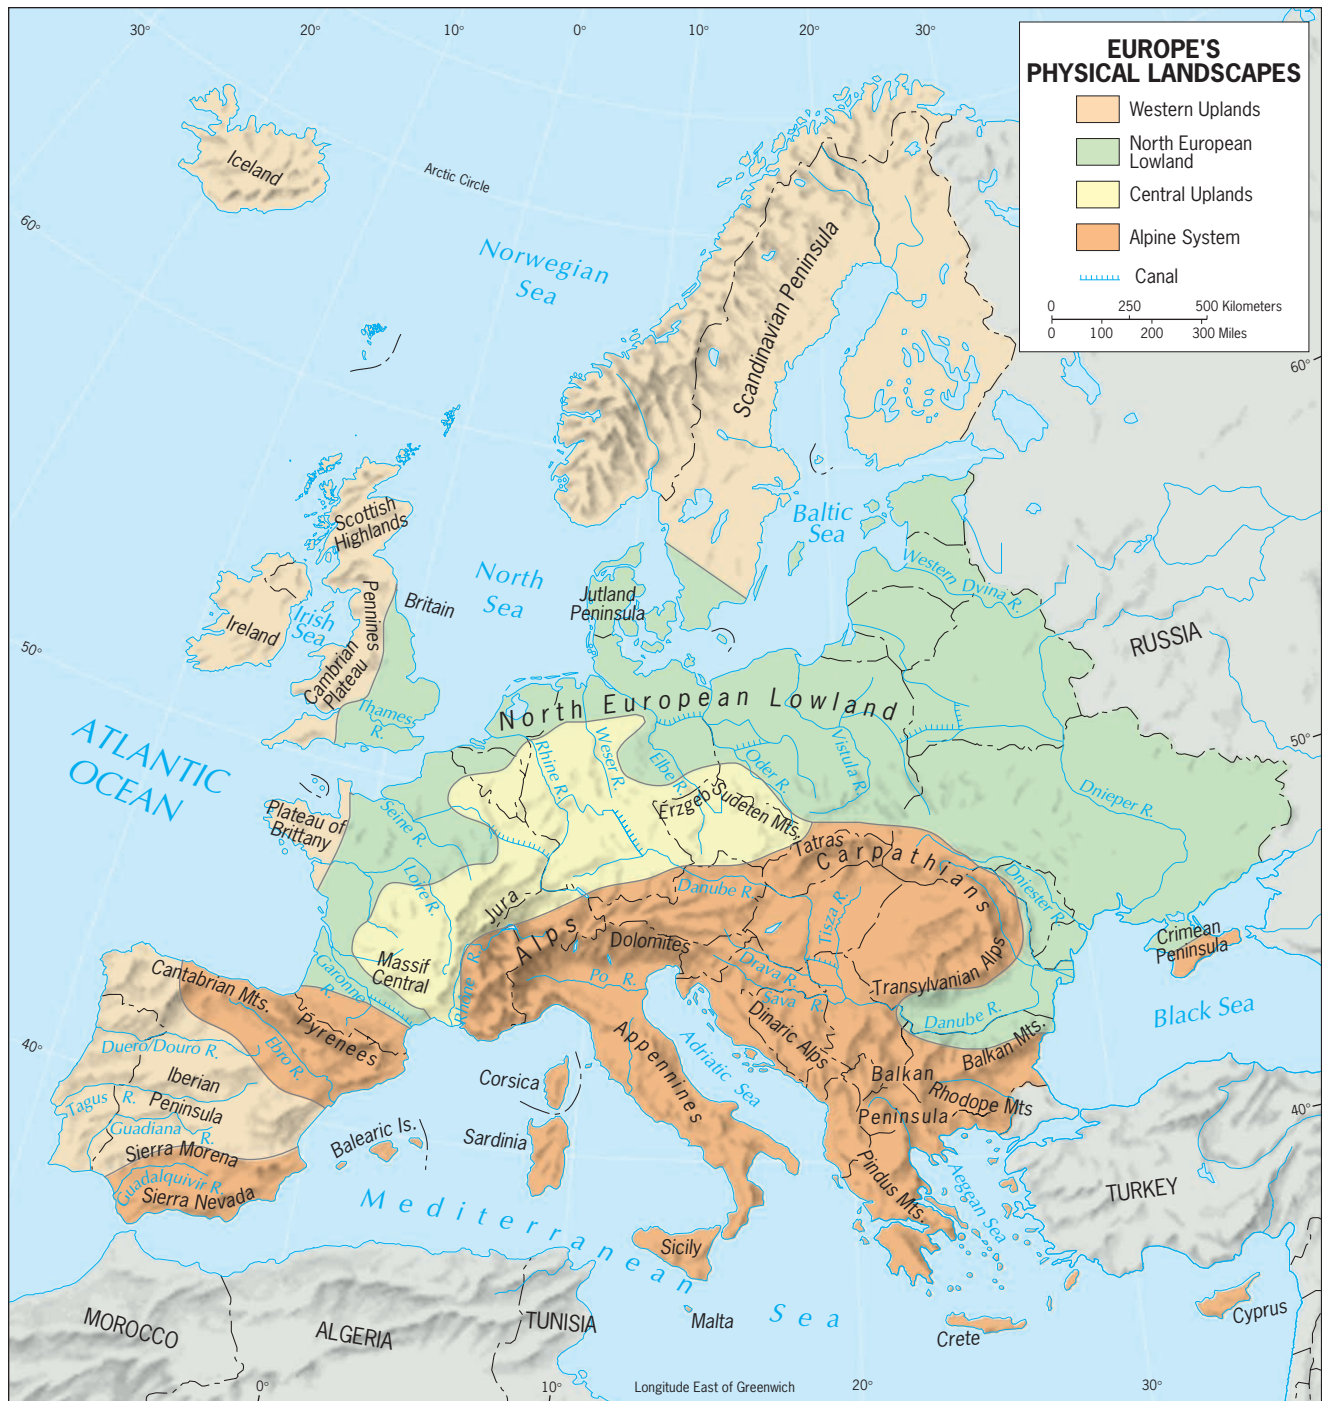 30°
20°
10°
0°
10°
20°
30°
EUROPE'S
PHYSICAL LANDSCAPES
Western Uplands
North European
Lowland
Central Uplands
Alpine System
Canal
0 250 500 Kilometers
0 100 200 300 Miles
60°
50°
40°
60°
50°
40°
Iceland
Arctic Circle
Norwegian
Sea
Scandinavian Peninsula
Scottish
Highlands
North
Sea
Baltic
Sea
Jutland
Peninsula
Western Dvina R.
Britain
Pennines
Irish
Sea
Ireland
Cambrian
Plateau
Thames
R.
RUSSIA
North European Lowland
ATLANTIC
OCEAN
Plateau of
Brittany
Seine R.
Loire R.
Rhine R.
Weser R.
Elbe R.
Oder R.
Vistula R.
Dnieper R.
Erzgeb
Sudeten Mts.
Tatras
Carpathians
Dniester R.
Jura
Danube R.
Tisza R.
Alps
Dolomites
Massif
Central
Garonne
R.
Rhône R.
Po R.
Drava R.
Sava R.
Transylvanian Alps
Crimean
Peninsula
Black Sea
Cantabrian Mts.
Pyrenees
Ebro R.
Duero/Douro R.
Iberian
Peninsula
Tagus R.
Guadiana
R.
Sierra Morena
Guadalquivir R.
Sierra Nevada
Balearic Is.
Corsica
Sardinia
Appennines
Adriatic Sea
Dinaric Alps
Danube R.
Balkan Mts.
Balkan
Peninsula
Rhodope Mts
Pindus Mts.
Aegean Sea
TURKEY
Mediterranean Sea
Sicily
Malta
Crete
Cyprus
MOROCCO
ALGERIA
TUNISIA
0°
10°
Longitude East of Greenwich
20°
30°